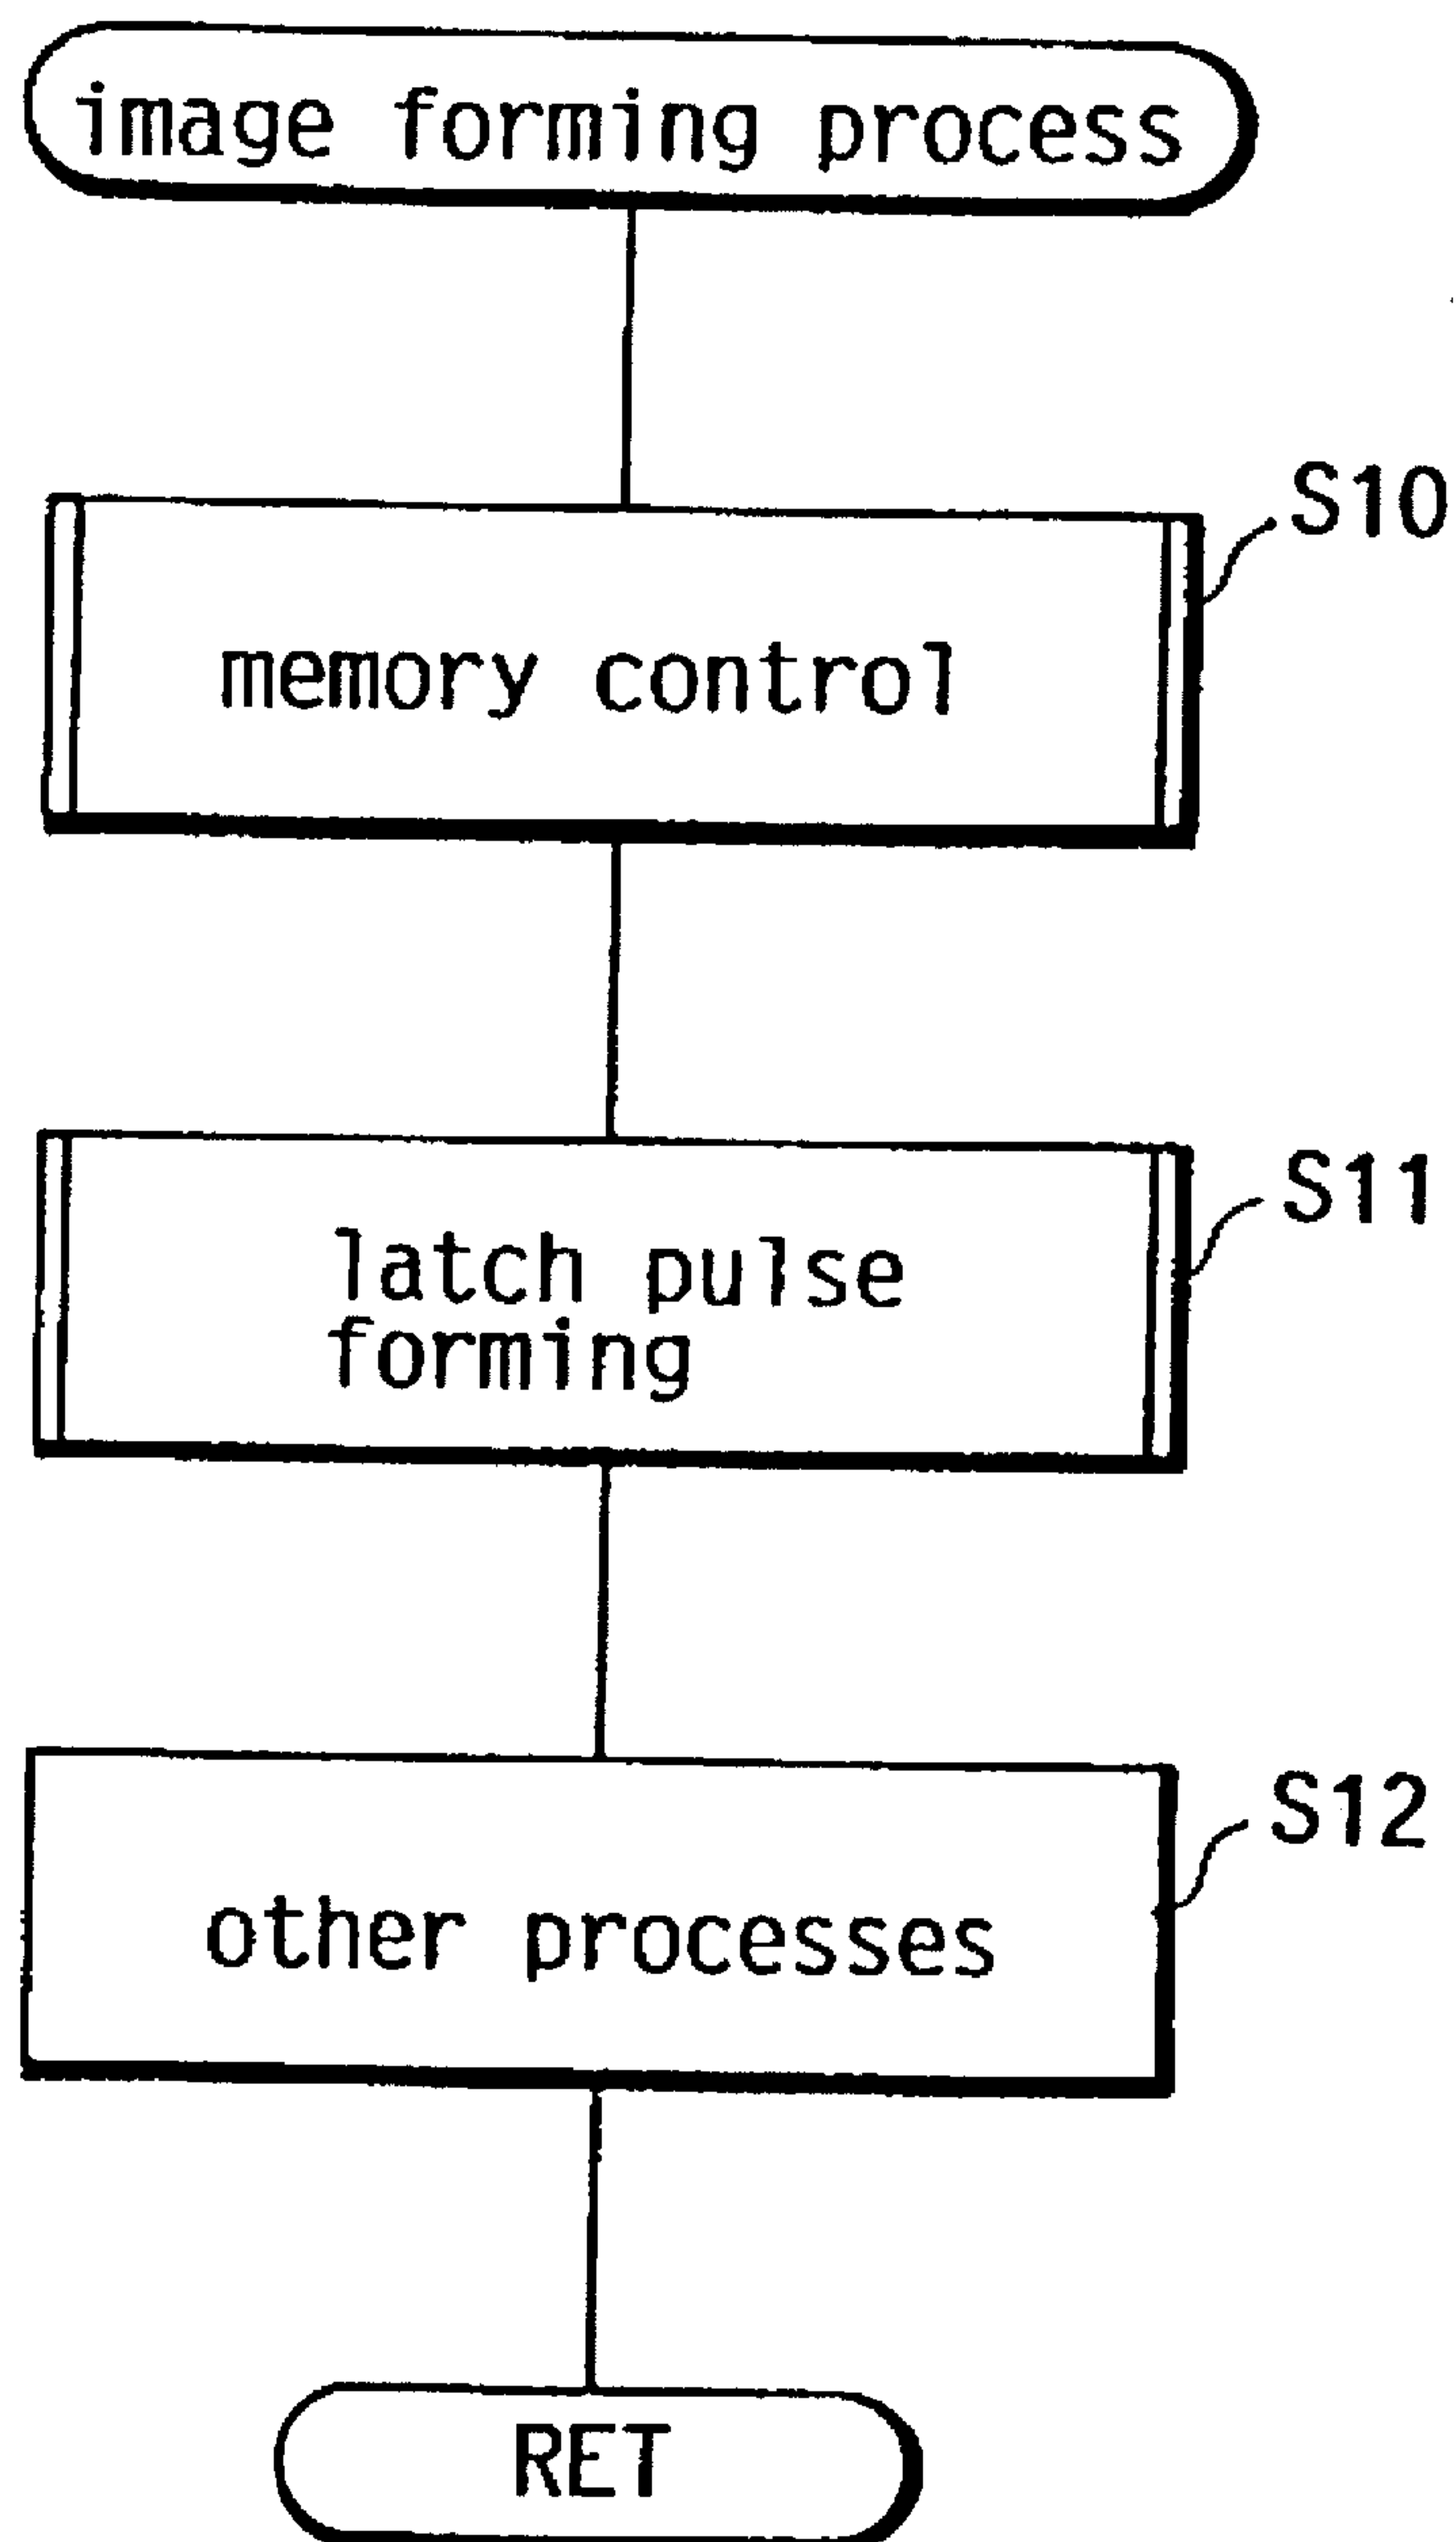 image forming process
S10
memory control
S11
latch pulse
forming
S12
other processes
RET